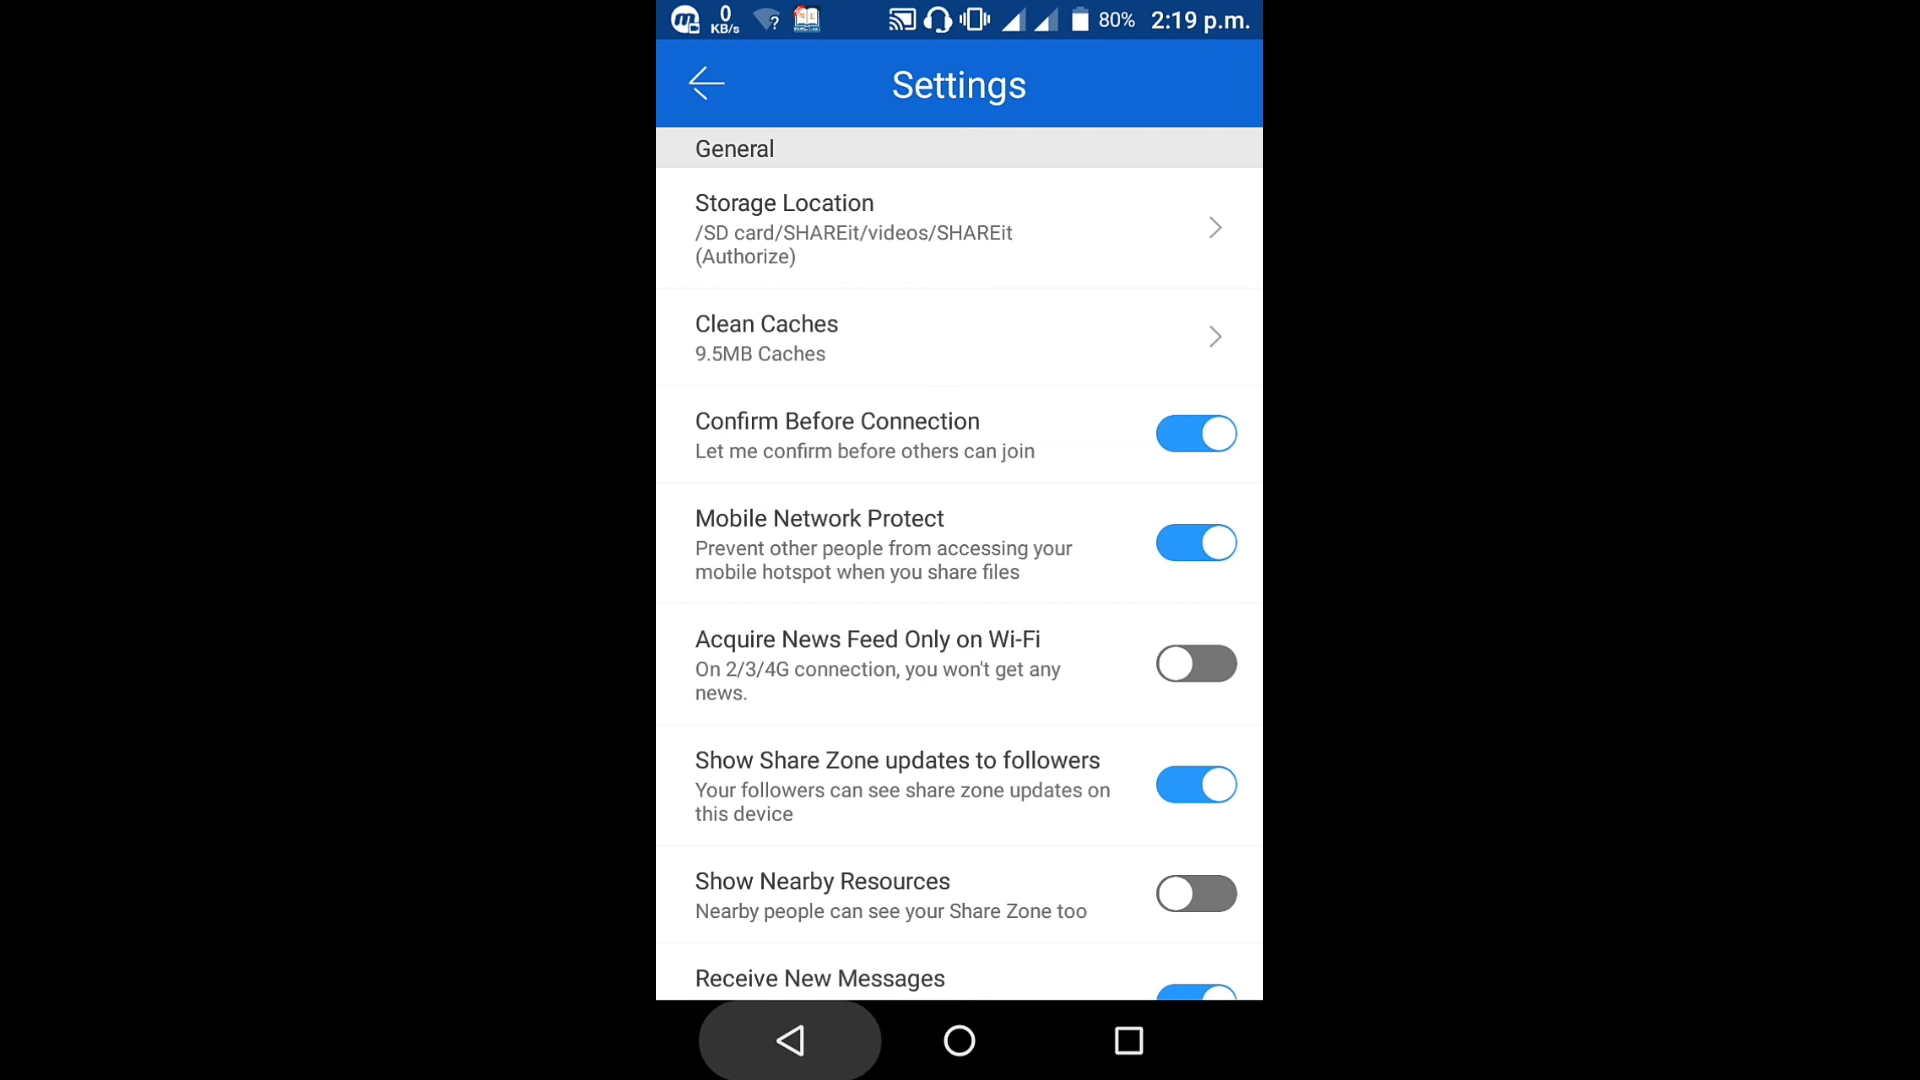 0
KB/s
?
80%
2:19 p.m.
Settings
General
Storage Location
/SD card/SHAREit/videos/SHAREit
(Authorize)
Clean Caches
9.5MB Caches
Confirm Before Connection
Let me confirm before others can join
Mobile Network Protect
Prevent other people from accessing your
mobile hotspot when you share files
Acquire News Feed Only on Wi-Fi
On 2/3/4G connection, you won't get any
news.
Show Share Zone updates to followers
Your followers can see share zone updates on
this device
Show Nearby Resources
Nearby people can see your Share Zone too
Receive New Messages